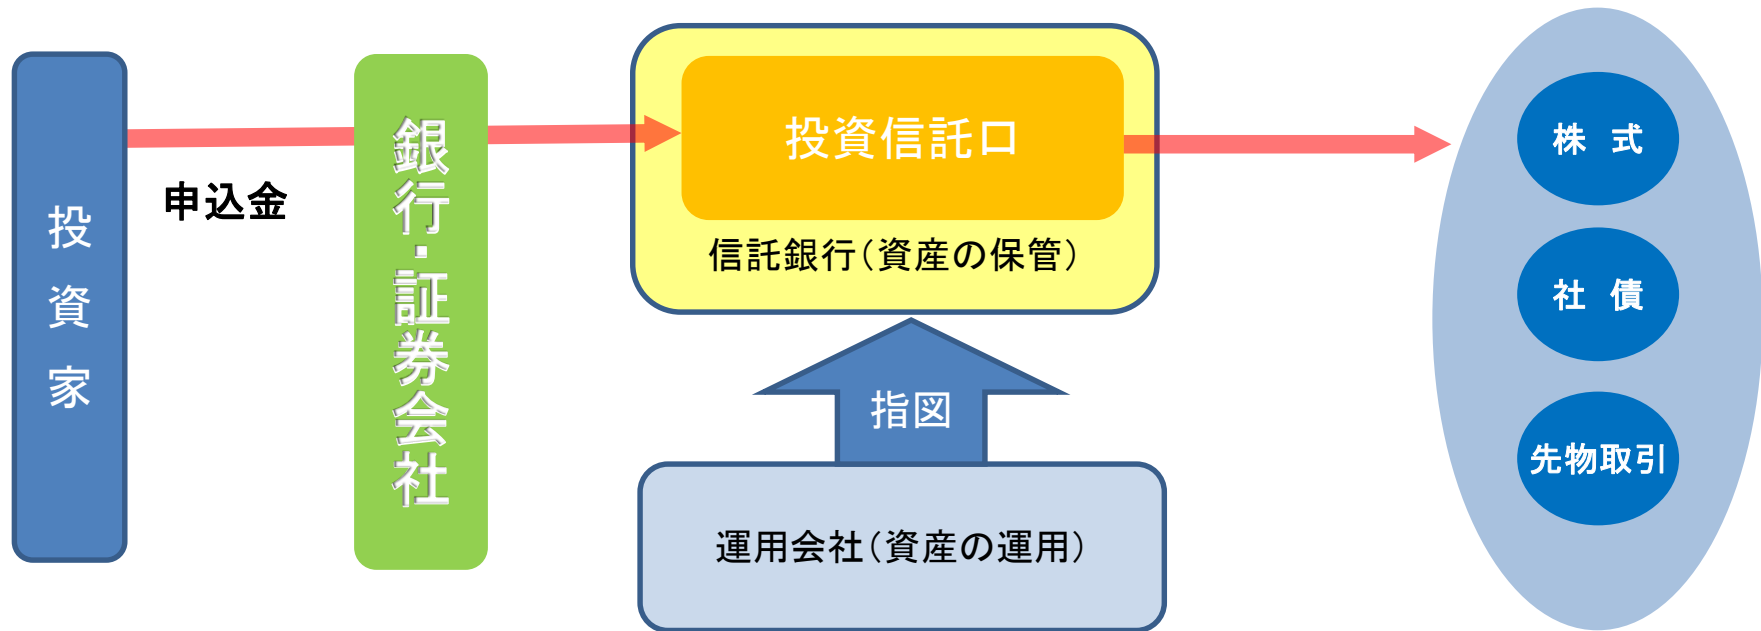 投資家
申込金
銀行・証券会社
投資信託口
信託銀行（資産の保管）
指図
運用会社（資産の運用）
株　式
社　債
先物取引